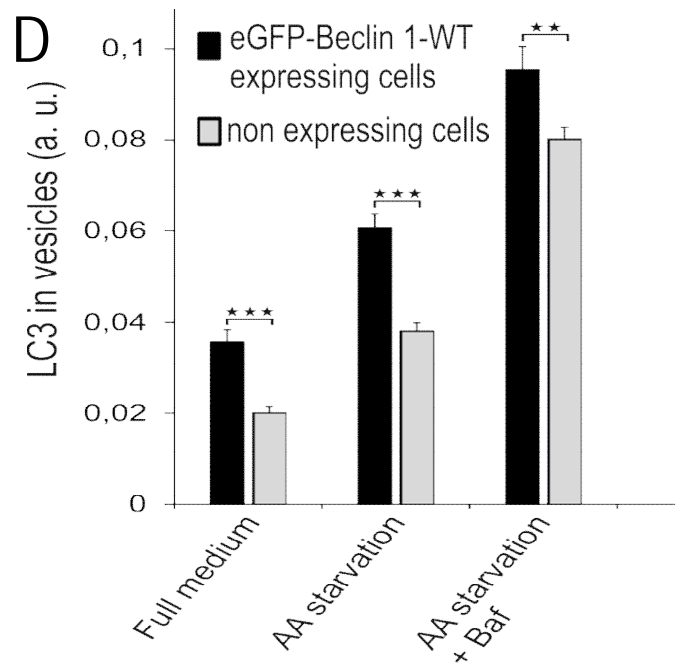 D
eGFP-Beclin 1-WT
expressing cells
non expressing cells
LC3 in vesicles (a. u.)
0,1
0,08
0,06
0,04
0,02
0
★★★
★★★
★★
Full medium
AA starvation
AA starvation
+ Baf